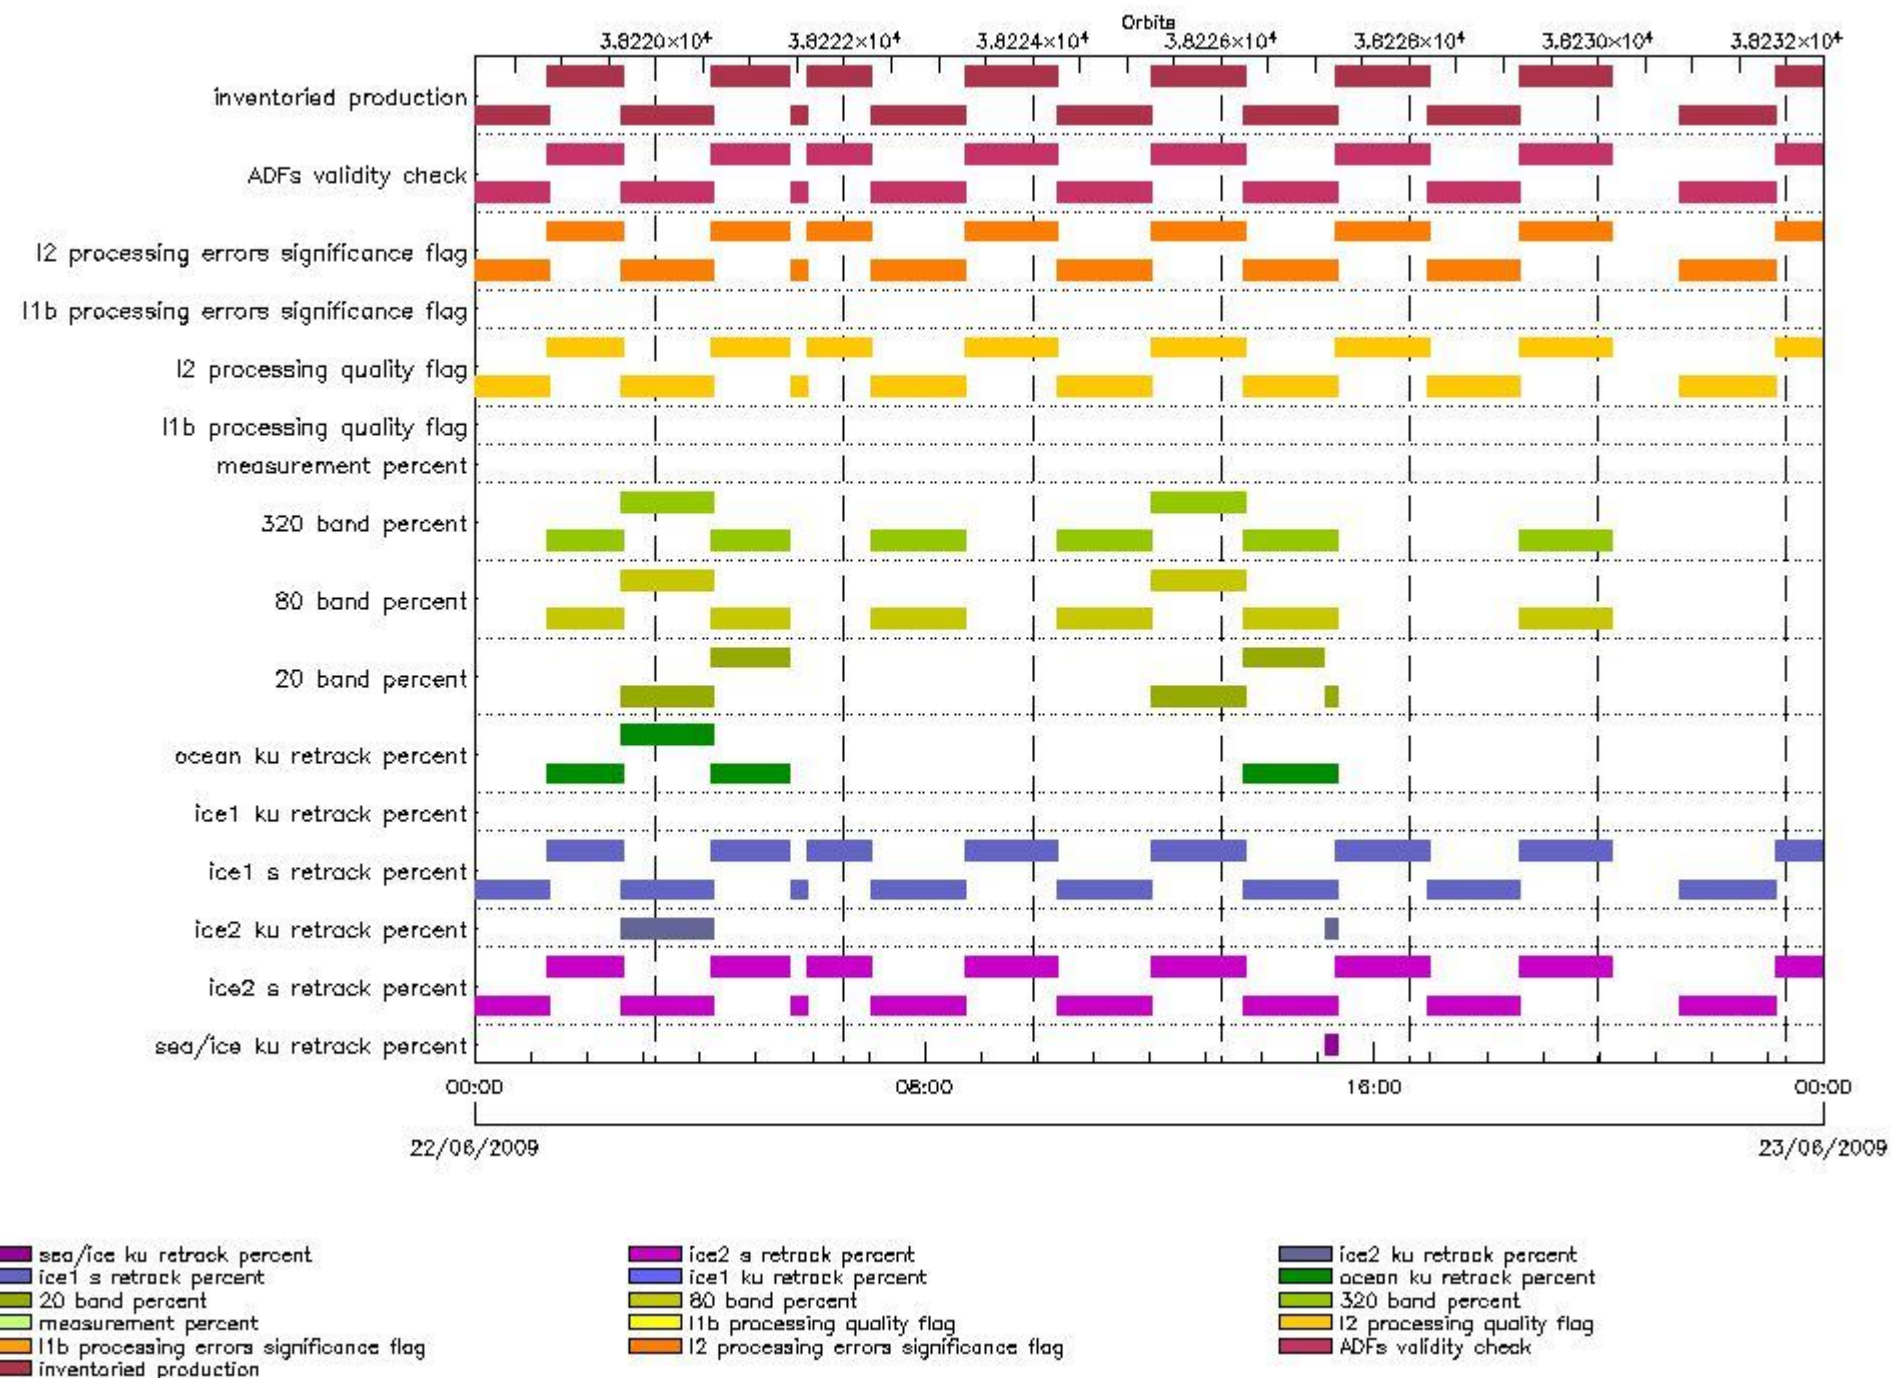 Orbits
3.8220×10⁴ 3.8222×10⁴ 3.8224×10⁴ 3.8226×10⁴ 3.8228×10⁴ 3.8230×10⁴ 3.8232×10⁴
inventoried production
ADFs validity check
l2 processing errors significance flag
l1b processing errors significance flag
l2 processing quality flag
l1b processing quality flag
measurement percent
320 band percent
80 band percent
20 band percent
ocean ku retrack percent
ice1 ku retrack percent
ice1 s retrack percent
ice2 ku retrack percent
ice2 s retrack percent
sea/ice ku retrack percent
00:00 08:00 16:00 00:00
22/06/2009 23/06/2009
sea/ice ku retrack percent ice2 s retrack percent ice2 ku retrack percent
ice1 s retrack percent ice1 ku retrack percent ocean ku retrack percent
20 band percent 80 band percent 320 band percent
measurement percent l1b processing quality flag l2 processing quality flag
l1b processing errors significance flag l2 processing errors significance flag ADFs validity check
inventoried production